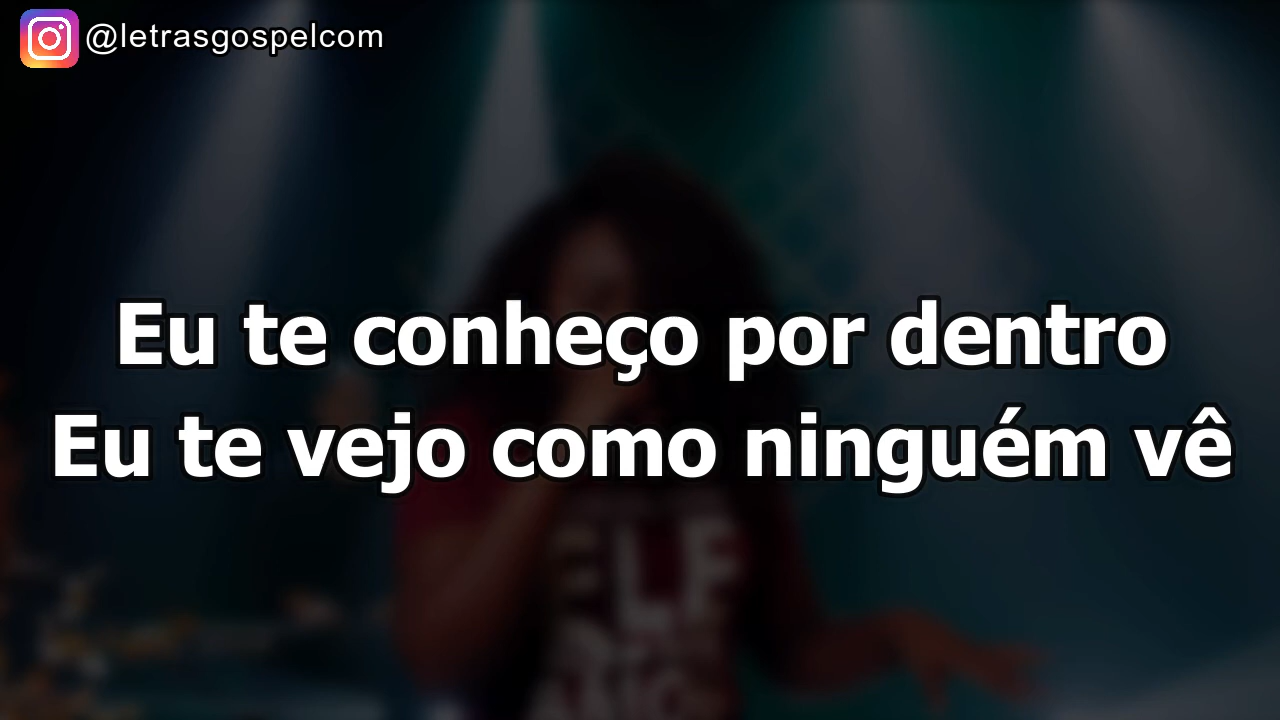 @letrasgospelcom
Eu te conheço por dentro
Eu te vejo como ninguém vê